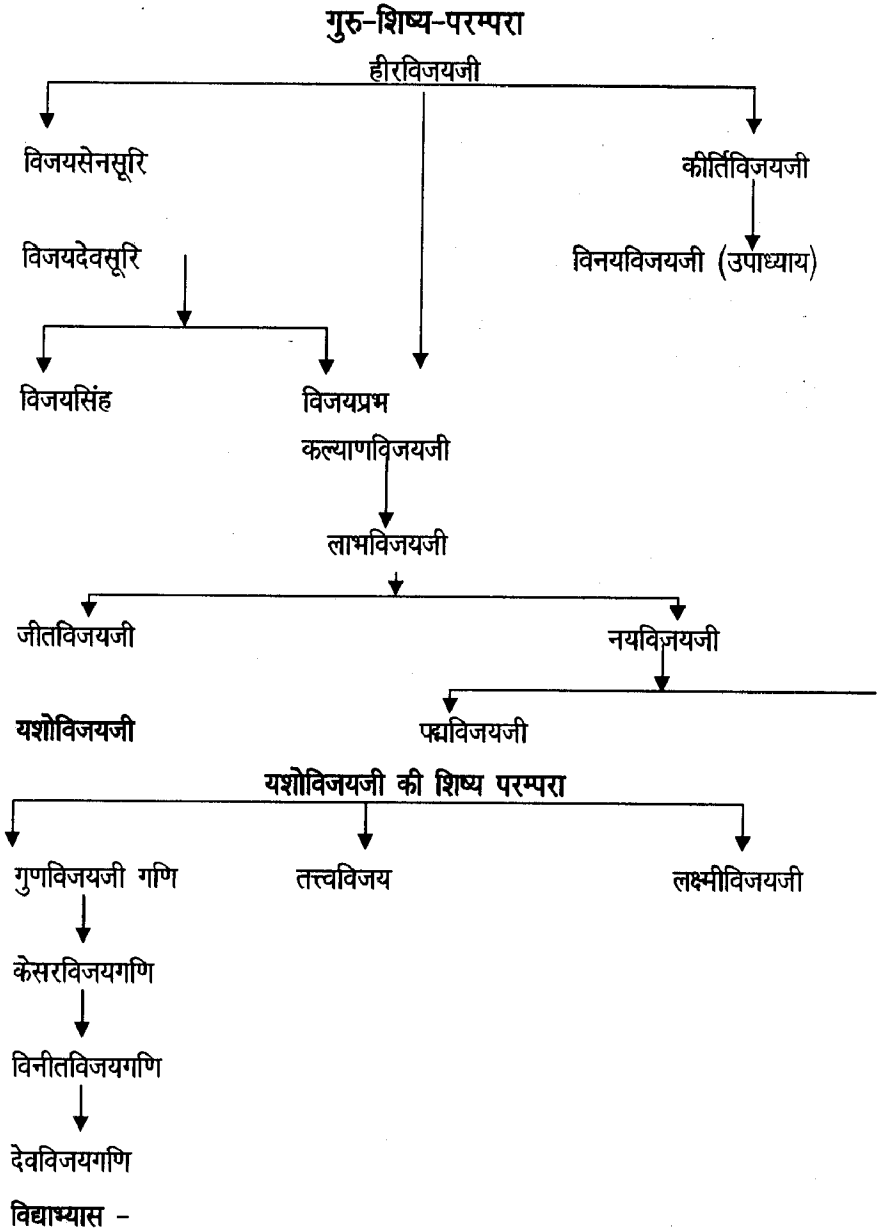 गुरु-शिष्य-परम्परा
हीरविजयजी
विजयसेनसूरि कीर्तिविजयजी
विजयदेवसूरि विनयविजयजी (उपाध्याय)
विजयसिंह विजयप्रभ
कल्याणविजयजी
लाभविजयजी
जीतविजयजी नयविजयजी
यशोविजयजी पद्मविजयजी
यशोविजयजी की शिष्य परम्परा
गुणविजयजी गणि तत्त्वविजय लक्ष्मीविजयजी
केसरविजयगणि
विनीतविजयगणि
देवविजयगणि
विद्याभ्यास -